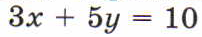 3x + 5y = 10